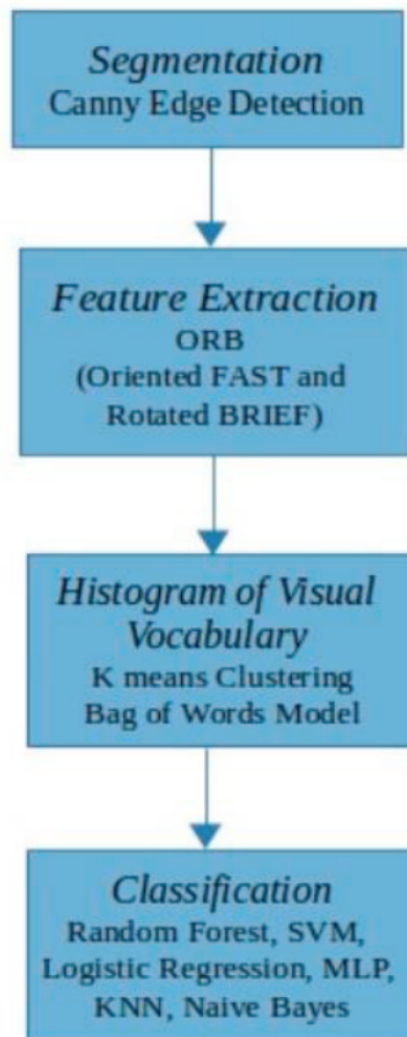 Segmentation
Canny Edge Detection
Feature Extraction
ORB
(Oriented FAST and
Rotated BRIEF)
Histogram of Visual
Vocabulary
K means Clustering
Bag of Words Model
Classification
Random Forest, SVM,
Logistic Regression, MLP,
KNN, Naive Bayes